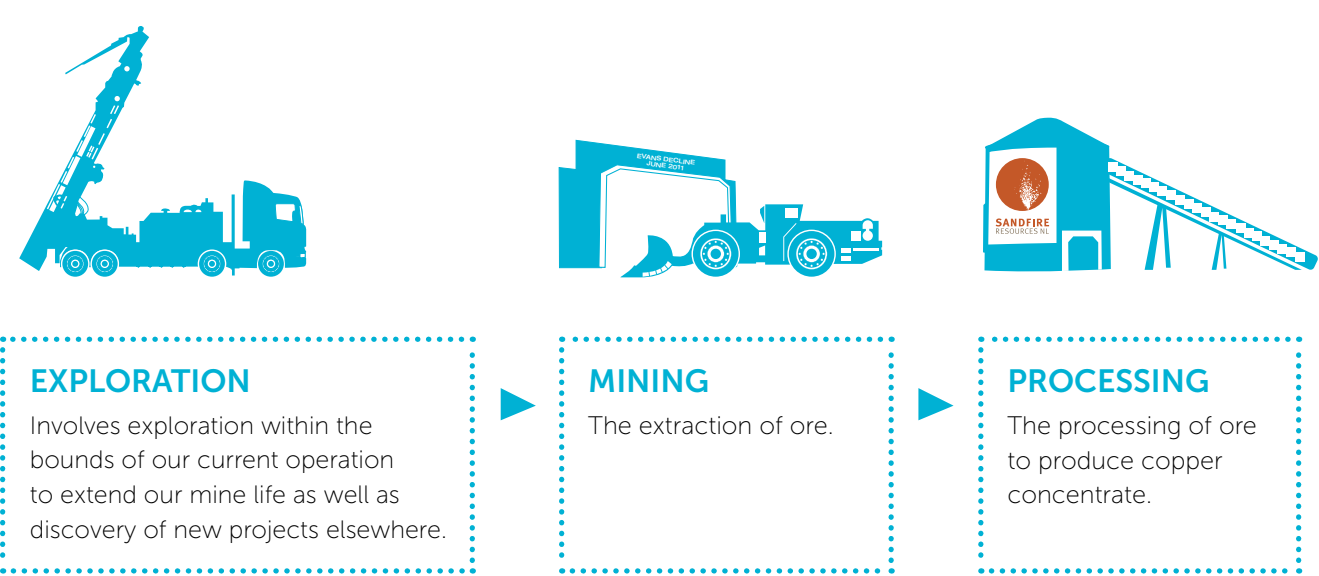 EVANS DECLINE
JUNE 2011
SANDFIRE
RESOURCES NL
EXPLORATION
Involves exploration within the
bounds of our current operation
to extend our mine life as well as
discovery of new projects elsewhere.
MINING
The extraction of ore.
PROCESSING
The processing of ore
to produce copper
concentrate.